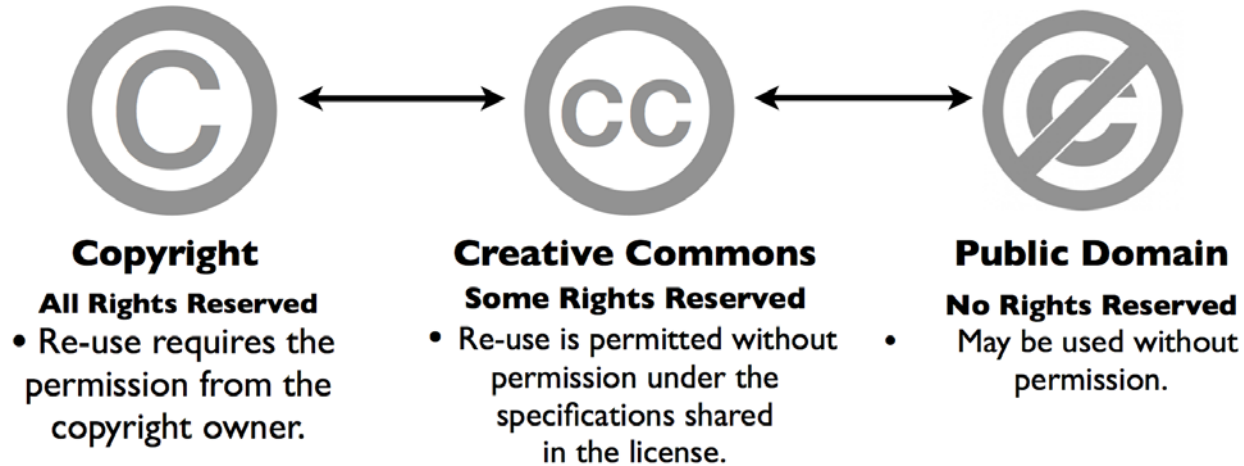 C
CC
C
Copyright
All Rights Reserved
• Re-use requires the
permission from the
copyright owner.
Creative Commons
Some Rights Reserved
• Re-use is permitted without
permission under the
specifications shared
in the license.
Public Domain
No Rights Reserved
• May be used without
permission.